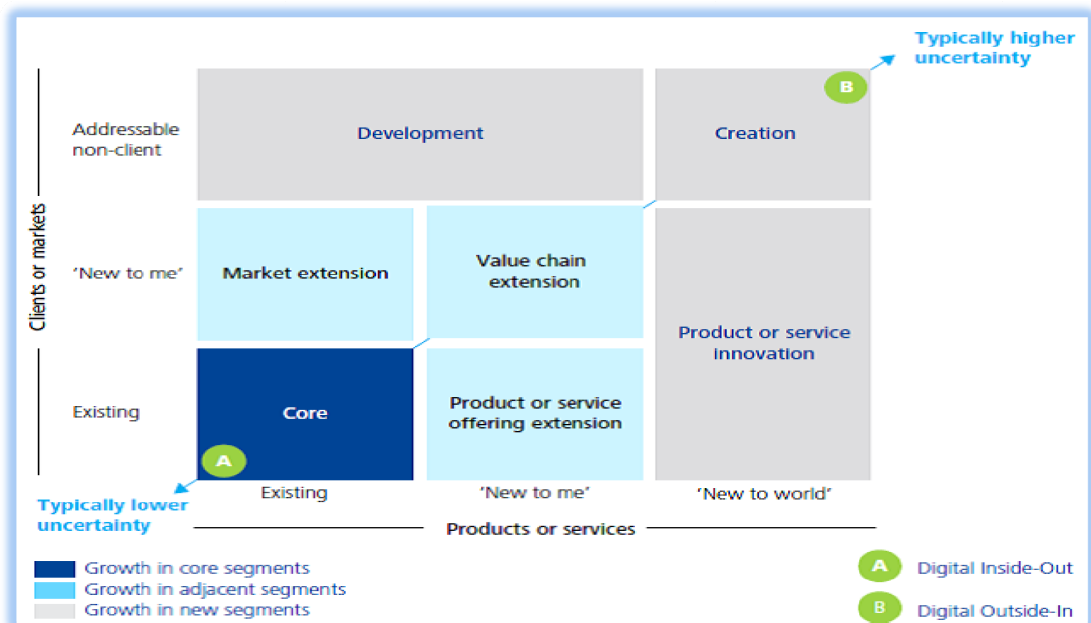 Typically higher
uncertainty
B
Addressable
non-client
Development
Creation
Clients or markets
'New to me'
Market extension
Value chain
extension
Product or service
innovation
Existing
Core
Product or service
offering extension
A
Existing
'New to me'
'New to world'
Typically lower
uncertainty
Products or services
Growth in core segments
Growth in adjacent segments
Growth in new segments
A
Digital Inside-Out
B
Digital Outside-In